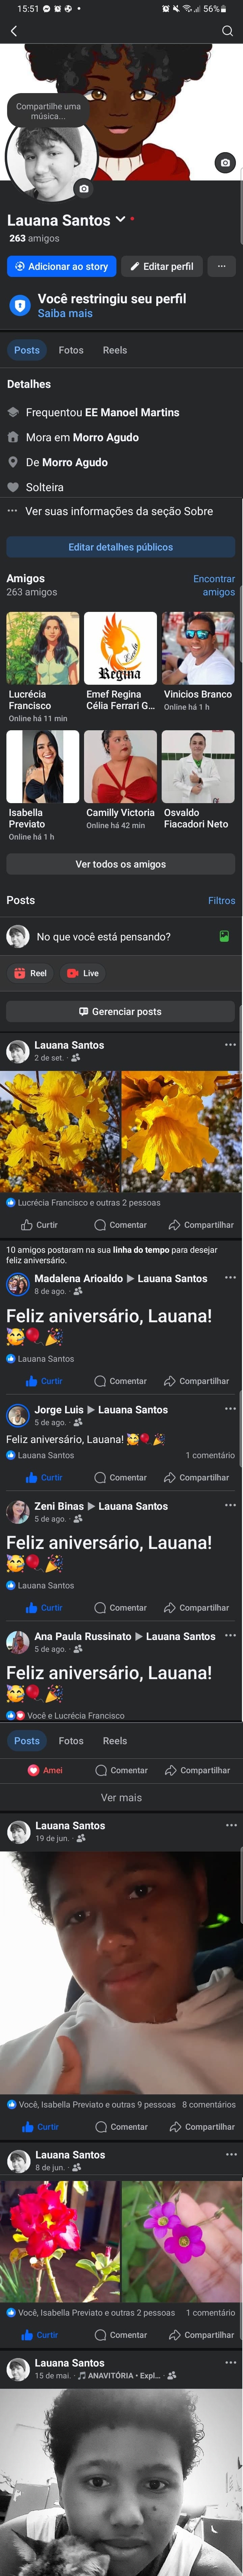 15:51
56%
Compartilhe uma
música...
Lauana Santos
263 amigos
Adicionar ao story
Editar perfil
Você restringiu seu perfil
Saiba mais
Posts Fotos Reels
Detalhes
Frequentou EE Manoel Martins
Mora em Morro Agudo
De Morro Agudo
Solteira
Ver suas informações da seção Sobre
Editar detalhes públicos
Amigos
263 amigos
Encontrar
amigos
Regina
Lucrécia
Francisco
Online há 11 min
Emef Regina
Célia Ferrari G...
Vinicios Branco
Online há 1 h
Isabella
Previato
Online há 1 h
Camilly Victoria
Online há 42 min
Osvaldo
Fiacadori Neto
Ver todos os amigos
Posts
Filtros
No que você está pensando?
Reel
Live
Gerenciar posts
Lauana Santos
2 de set. ·
Lucrécia Francisco e outras 2 pessoas
Curtir Comentar Compartilhar
10 amigos postaram na sua linha do tempo para desejar
feliz aniversário.
Madalena Arioaldo ▶ Lauana Santos
8 de ago. ·
Feliz aniversário, Lauana!
🥳🎈🎉
Lauana Santos
Curtir Comentar Compartilhar
Jorge Luis ▶ Lauana Santos
5 de ago. ·
Feliz aniversário, Lauana! 🥳🎈🎉
Lauana Santos
1 comentário
Curtir Comentar Compartilhar
Zeni Binas ▶ Lauana Santos
5 de ago. ·
Feliz aniversário, Lauana!
🥳🎈🎉
Lauana Santos
Curtir Comentar Compartilhar
Ana Paula Russinato ▶ Lauana Santos
5 de ago. ·
Feliz aniversário, Lauana!
🥳🎈🎉
Você e Lucrécia Francisco
Posts Fotos Reels
Amei Comentar Compartilhar
Ver mais
Lauana Santos
19 de jun. ·
Você, Isabella Previato e outras 9 pessoas
8 comentários
Curtir Comentar Compartilhar
Lauana Santos
8 de jun. ·
Você, Isabella Previato e outras 2 pessoas
1 comentário
Curtir Comentar Compartilhar
Lauana Santos
15 de mai. · ANAVITÓRIA • Expl... ·